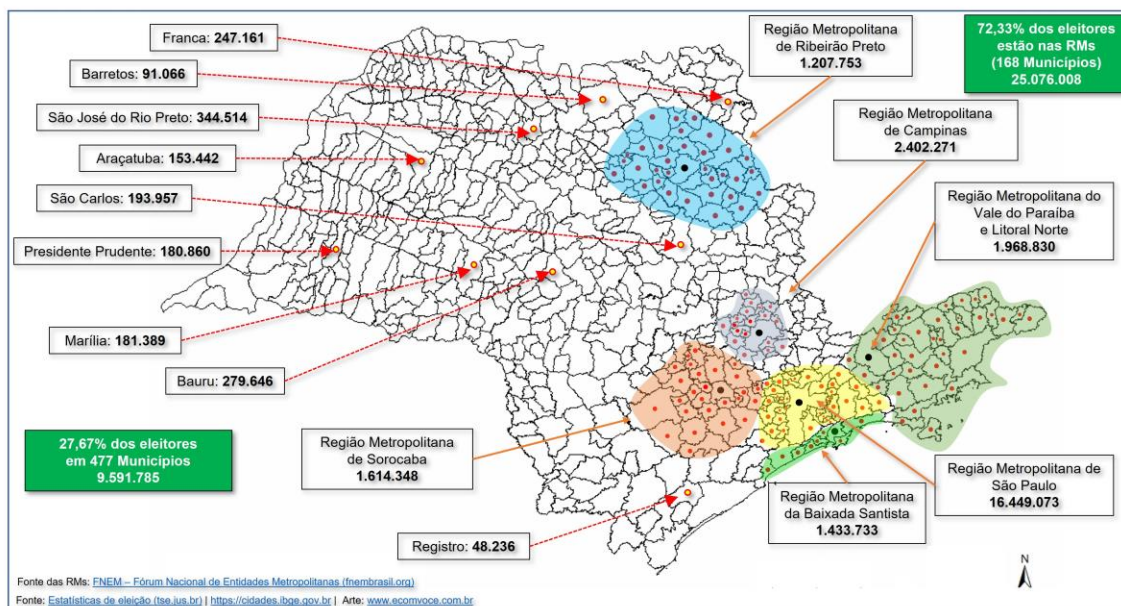 Franca: 247.161
Barretos: 91.066
São José do Rio Preto: 344.514
Araçatuba: 153.442
São Carlos: 193.957
Presidente Prudente: 180.860
Marília: 181.389
Bauru: 279.646
27,67% dos eleitores
em 477 Municípios
9.591.785
Região Metropolitana
de Ribeirão Preto
1.207.753
72,33% dos eleitores
estão nas RMs
(168 Municípios)
25.076.008
Região Metropolitana
de Campinas
2.402.271
Região Metropolitana do
Vale do Paraíba
e Litoral Norte
1.968.830
Região Metropolitana
de Sorocaba
1.614.348
Registro: 48.236
Região Metropolitana
da Baixada Santista
1.433.733
Região Metropolitana de
São Paulo
16.449.073
N
Fonte das RMs: FNEM – Fórum Nacional de Entidades Metropolitanas (fnembrasil.org)
Fonte: Estatísticas de eleição (tse.jus.br) | https://cidades.ibge.gov.br | Arte: www.ecomvoce.com.br